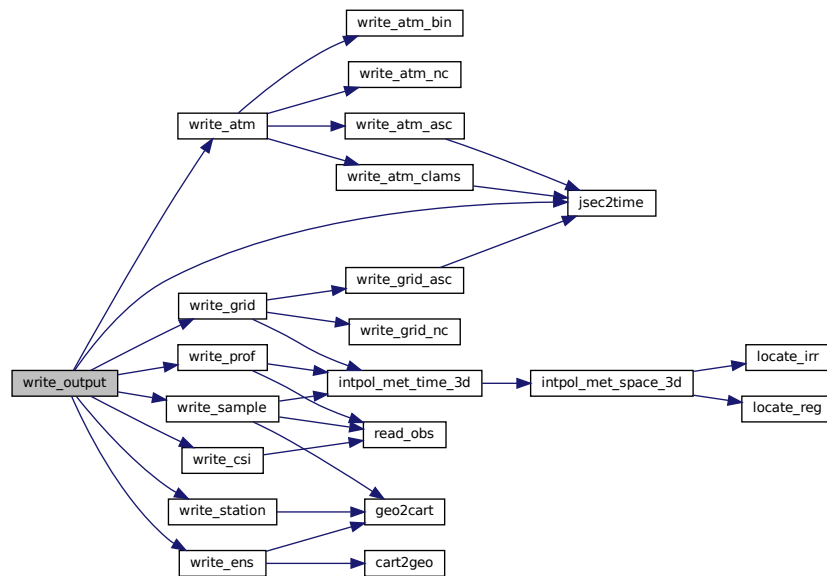 write_atm_bin
write_atm_nc
write_atm
write_atm_asc
write_atm_clams
jsec2time
write_grid_asc
write_grid
write_grid_nc
write_prof
locate_irr
write_output
intpol_met_time_3d
intpol_met_space_3d
write_sample
locate_reg
read_obs
write_csi
write_station
geo2cart
write_ens
cart2geo